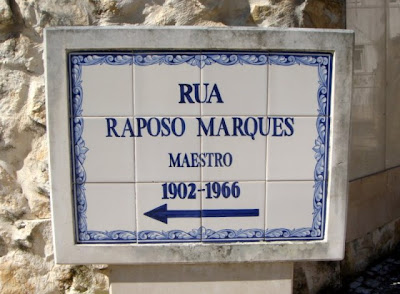 RUA
RAPOSO MARQUES
MAESTRO
1902-1966